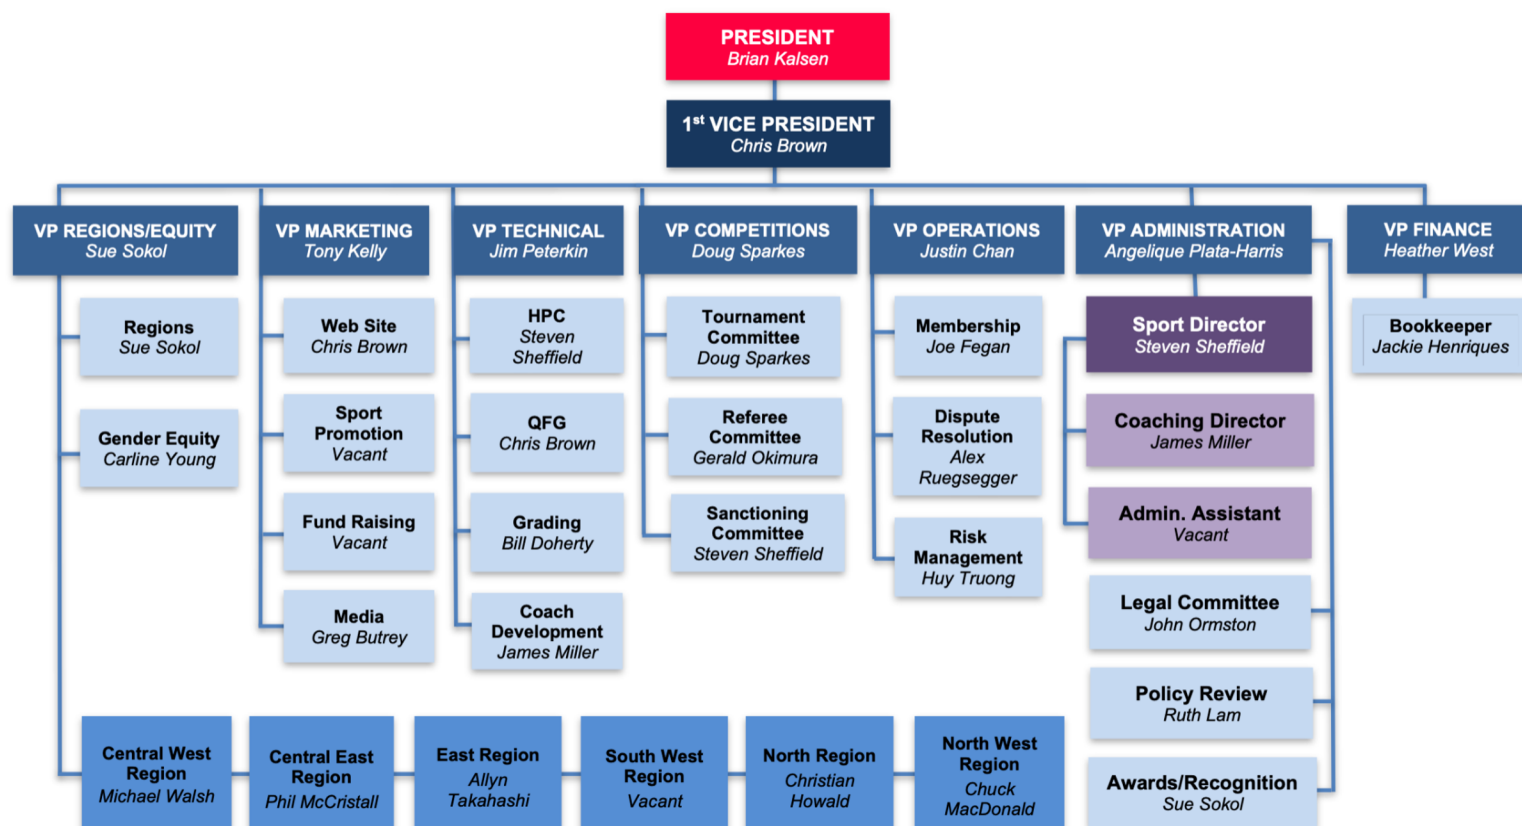 PRESIDENT
Brian Kalsen
1st VICE PRESIDENT
Chris Brown
VP REGIONS/EQUITY
Sue Sokol
VP MARKETING
Tony Kelly
VP TECHNICAL
Jim Peterkin
VP COMPETITIONS
Doug Sparkes
VP OPERATIONS
Justin Chan
VP ADMINISTRATION
Angelique Plata-Harris
VP FINANCE
Heather West
Regions
Sue Sokol
Gender Equity
Carline Young
Web Site
Chris Brown
Sport
Promotion
Vacant
Fund Raising
Vacant
Media
Greg Butrey
HPC
Steven
Sheffield
QFG
Chris Brown
Grading
Bill Doherty
Coach
Development
James Miller
Tournament
Committee
Doug Sparkes
Referee
Committee
Gerald Okimura
Sanctioning
Committee
Steven Sheffield
Membership
Joe Fegan
Dispute
Resolution
Alex
Ruegsegger
Risk
Management
Huy Truong
Sport Director
Steven Sheffield
Coaching Director
James Miller
Admin. Assistant
Vacant
Legal Committee
John Ormston
Policy Review
Ruth Lam
Awards/Recognition
Sue Sokol
Bookkeeper
Jackie Henriques
Central West
Region
Michael Walsh
Central East
Region
Phil McCristall
East Region
Allyn
Takahashi
South West
Region
Vacant
North Region
Christian
Howald
North West
Region
Chuck
MacDonald